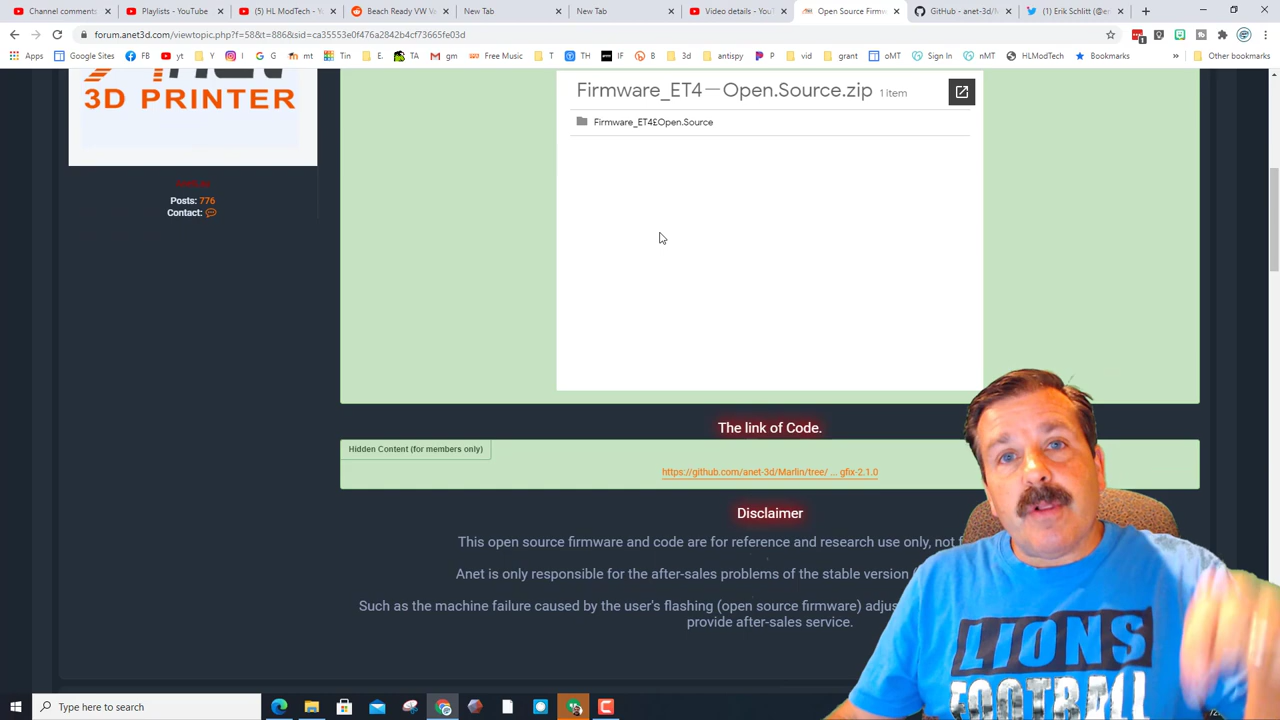 Channel comments
Playlists - YouTube
(5) HL ModTech - Y
Beach Ready VW V
New Tab
New Tab
Video details - YouT
Open Source Firmw
GitHub - anet-3d/M
(1) Erik Schlitt (@e
forum.anet3d.com/viewtopic.php?f=58&t=886&sid=ca35553e0f476a2842b4cf73665fe03d
Apps
Google Sites
FB
yt
Y
I
G
mt
Tin
E.
TA
gm
Free Music
T
TH
IF
B
3d
antispy
P
vid
grant
oMT
Sign In
nMT
HLModTech
Bookmarks
»
Other bookmarks
3D PRINTER
Posts: 776
Contact:
Firmware_ET4—Open.Source.zip 1 item
Firmware_ET4£Open.Source
The link of Code.
Hidden Content (for members only)
https://github.com/anet-3d/Marlin/tree/ ... gfix-2.1.0
Disclaimer
This open source firmware and code are for reference and research use only, not
Anet is only responsible for the after-sales problems of the stable version
Such as the machine failure caused by the user's flashing (open source firmware)
provide after-sales service.
LIONS
FOOTBALL
Type here to search